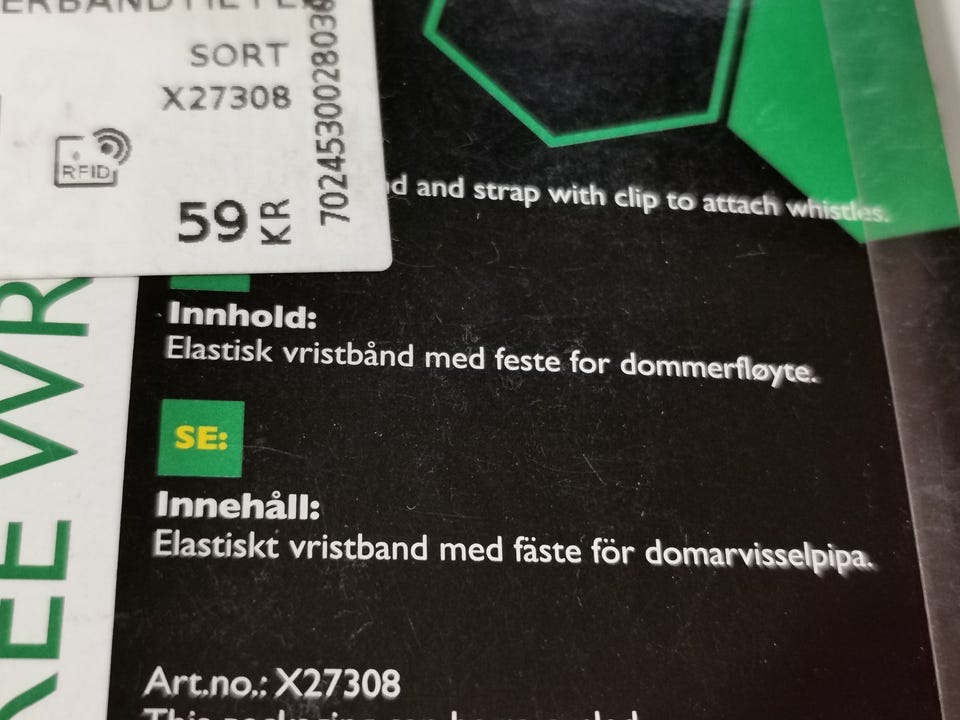 SORT
X27308
RFID
59 KR
7024530028038
and strap with clip to attach whistles.
Innhold:
Elastisk vristbånd med feste for dommerfløyte.
SE:
Innehåll:
Elastiskt vristband med fäste för domarvisselpipa.
Art.no.: X27308